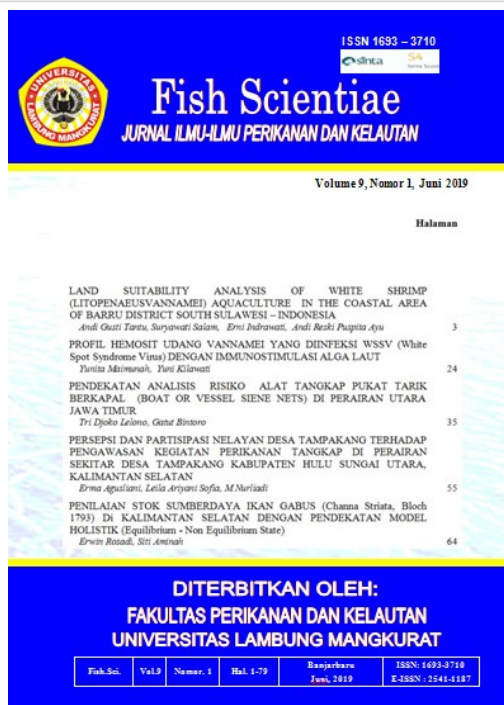 ISSN 1693 – 3710
sinta S4
UNIVERSITAS
LAMBUNG MANGKURAT
Fish Scientiae
JURNAL ILMU-ILMU PERIKANAN DAN KELAUTAN
Volume 9, Nomor 1, Juni 2019
Halaman
LAND SUITABILITY ANALYSIS OF WHITE SHRIMP
(LITOPENAEUSVANNAMEI) AQUACULTURE IN THE COASTAL AREA
OF BARRU DISTRICT SOUTH SULAWESI – INDONESIA
Andi Gusti Tantu, Suryawati Salam, Erni Indrawati, Andi Reski Puspita Ayu 3
PROFIL HEMOSIT UDANG VANNAMEI YANG DIINFEKSI WSSV (White
Spot Syndrome Virus) DENGAN IMMUNOSTIMULASI ALGA LAUT
Yunita Maimunah, Yuni Kilawati 24
PENDEKATAN ANALISIS RISIKO ALAT TANGKAP PUKAT TARIK
BERKAPAL (BOAT OR VESSEL SIENE NETS) DI PERAIRAN UTARA
JAWA TIMUR
Tri Djoko Lelono, Gatut Bintoro 35
PERSEPSI DAN PARTISIPASI NELAYAN DESA TAMPAKANG TERHADAP
PENGAWASAN KEGIATAN PERIKANAN TANGKAP DI PERAIRAN
SEKITAR DESA TAMPAKANG KABUPATEN HULU SUNGAI UTARA,
KALIMANTAN SELATAN
Erma Agusliani, Leila Ariyani Sofia, M Nurliadi 55
PENILAIAN STOK SUMBERDAYA IKAN GABUS (Channa Striata, Bloch
1793) Di KALIMANTAN SELATAN DENGAN PENDEKATAN MODEL
HOLISTIK (Equilibrium - Non Equilibrium State)
Erwin Rosadi, Siti Aminah 64
DITERBITKAN OLEH:
FAKULTAS PERIKANAN DAN KELAUTAN
UNIVERSITAS LAMBUNG MANGKURAT
Fish.Sci. Vol.9 Nomor. 1 Hal. 1-79 Banjarbaru ISSN: 1693-3710
Juni, 2019 E-ISSN : 2541-1187